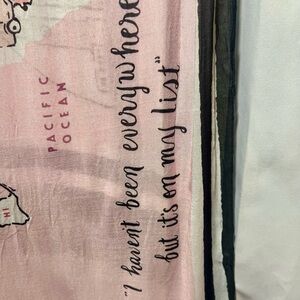 PACIFIC
OCEAN
HI
"I haven't been everywhere
but it's on my list"